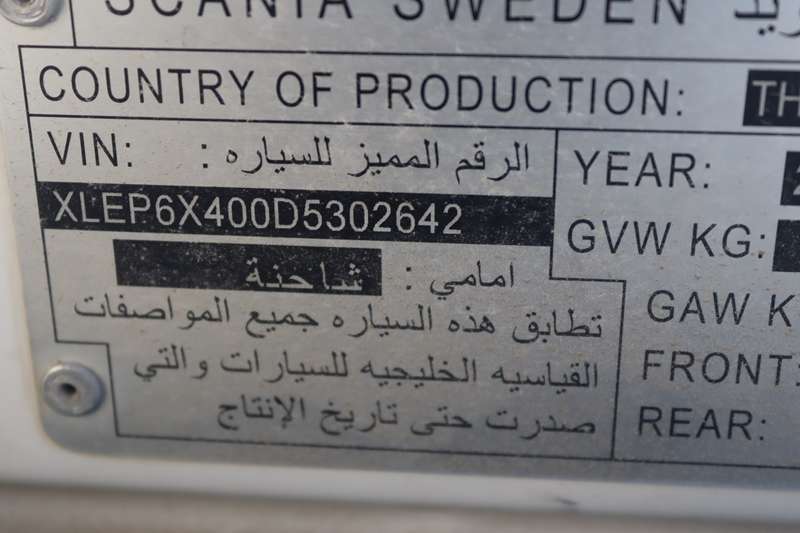 SCANIA SWEDEN
COUNTRY OF PRODUCTION: TH
VIN: الرقم المميز للسياره :
XLEP6X400D5302642
YEAR:
GVW KG:
امامي : شاحنة
GAW K
تطابق هذه السياره جميع المواصفات
القياسيه الخليجيه للسيارات والتي
FRONT:
صدرت حتى تاريخ الإنتاج
REAR: